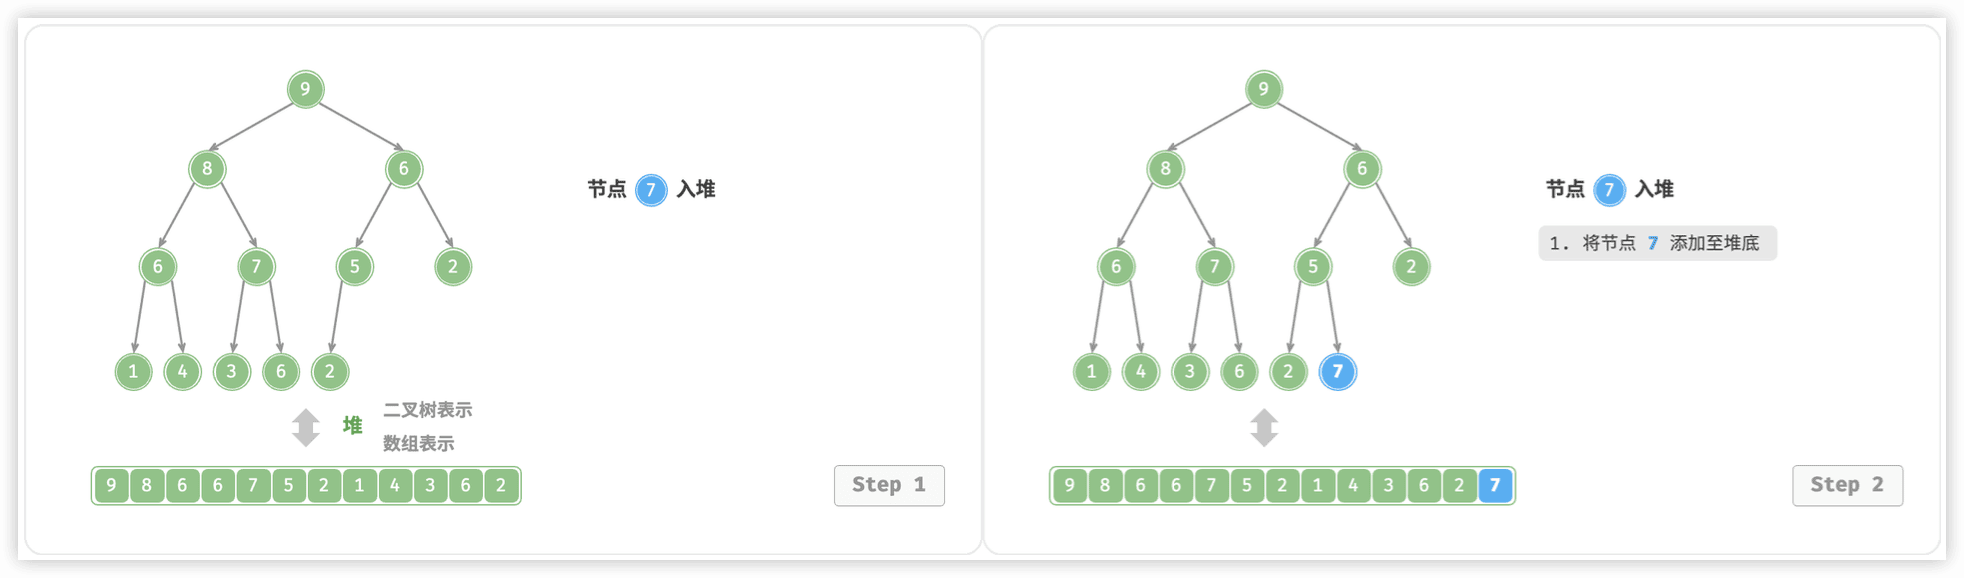 9
8 6
节点 7 入堆
6 7 5 2
1 4 3 6 2
堆
二叉树表示
数组表示
9 8 6 6 7 5 2 1 4 3 6 2
Step 1
9
8 6
节点 7 入堆
1. 将节点 7 添加至堆底
6 7 5 2
1 4 3 6 2 7
9 8 6 6 7 5 2 1 4 3 6 2 7
Step 2